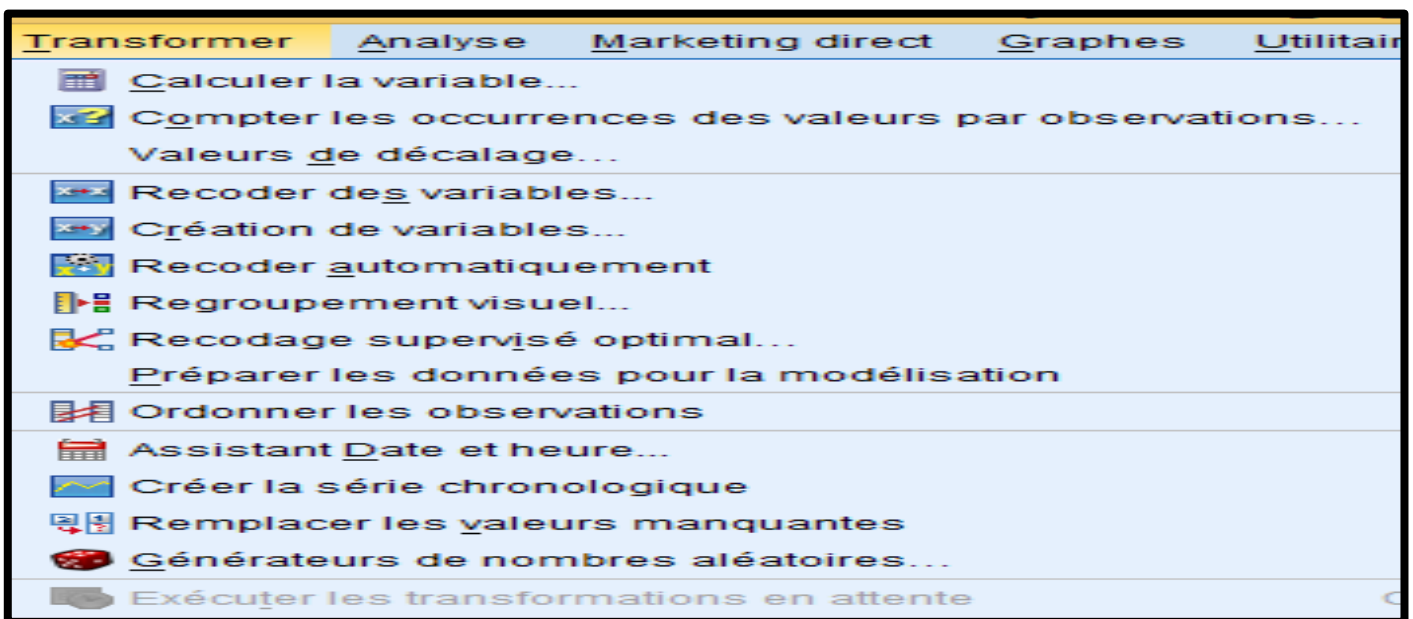 Transformer Analyse Marketing direct Graphes
Calculer la variable...
Compter les occurrences des valeurs par observations...
Valeurs de décalage...
Recoder des variables...
Création de variables...
Recoder automatiquement
Regroupement visuel...
Recodage supervisé optimal...
Préparer les données pour la modélisation
Ordonner les observations
Assistant Date et heure...
Créer la série chronologique
Remplacer les valeurs manquantes
Générateurs de nombres aléatoires...
Exécuter les transformations en attente